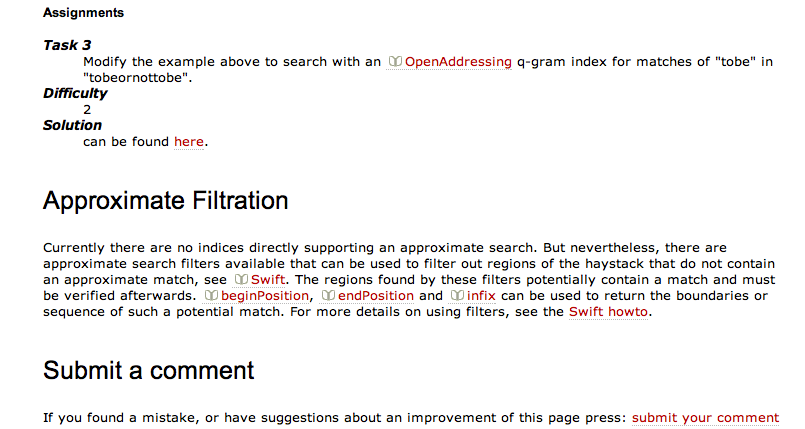 Assignments
Task 3
Modify the example above to search with an OpenAddressing q-gram index for matches of "tobe" in
"tobeornottobe".
Difficulty
2
Solution
can be found here.
Approximate Filtration
Currently there are no indices directly supporting an approximate search. But nevertheless, there are
approximate search filters available that can be used to filter out regions of the haystack that do not contain
an approximate match, see Swift. The regions found by these filters potentially contain a match and must
be verified afterwards. beginPosition, endPosition and infix can be used to return the boundaries or
sequence of such a potential match. For more details on using filters, see the Swift howto.
Submit a comment
If you found a mistake, or have suggestions about an improvement of this page press: submit your comment